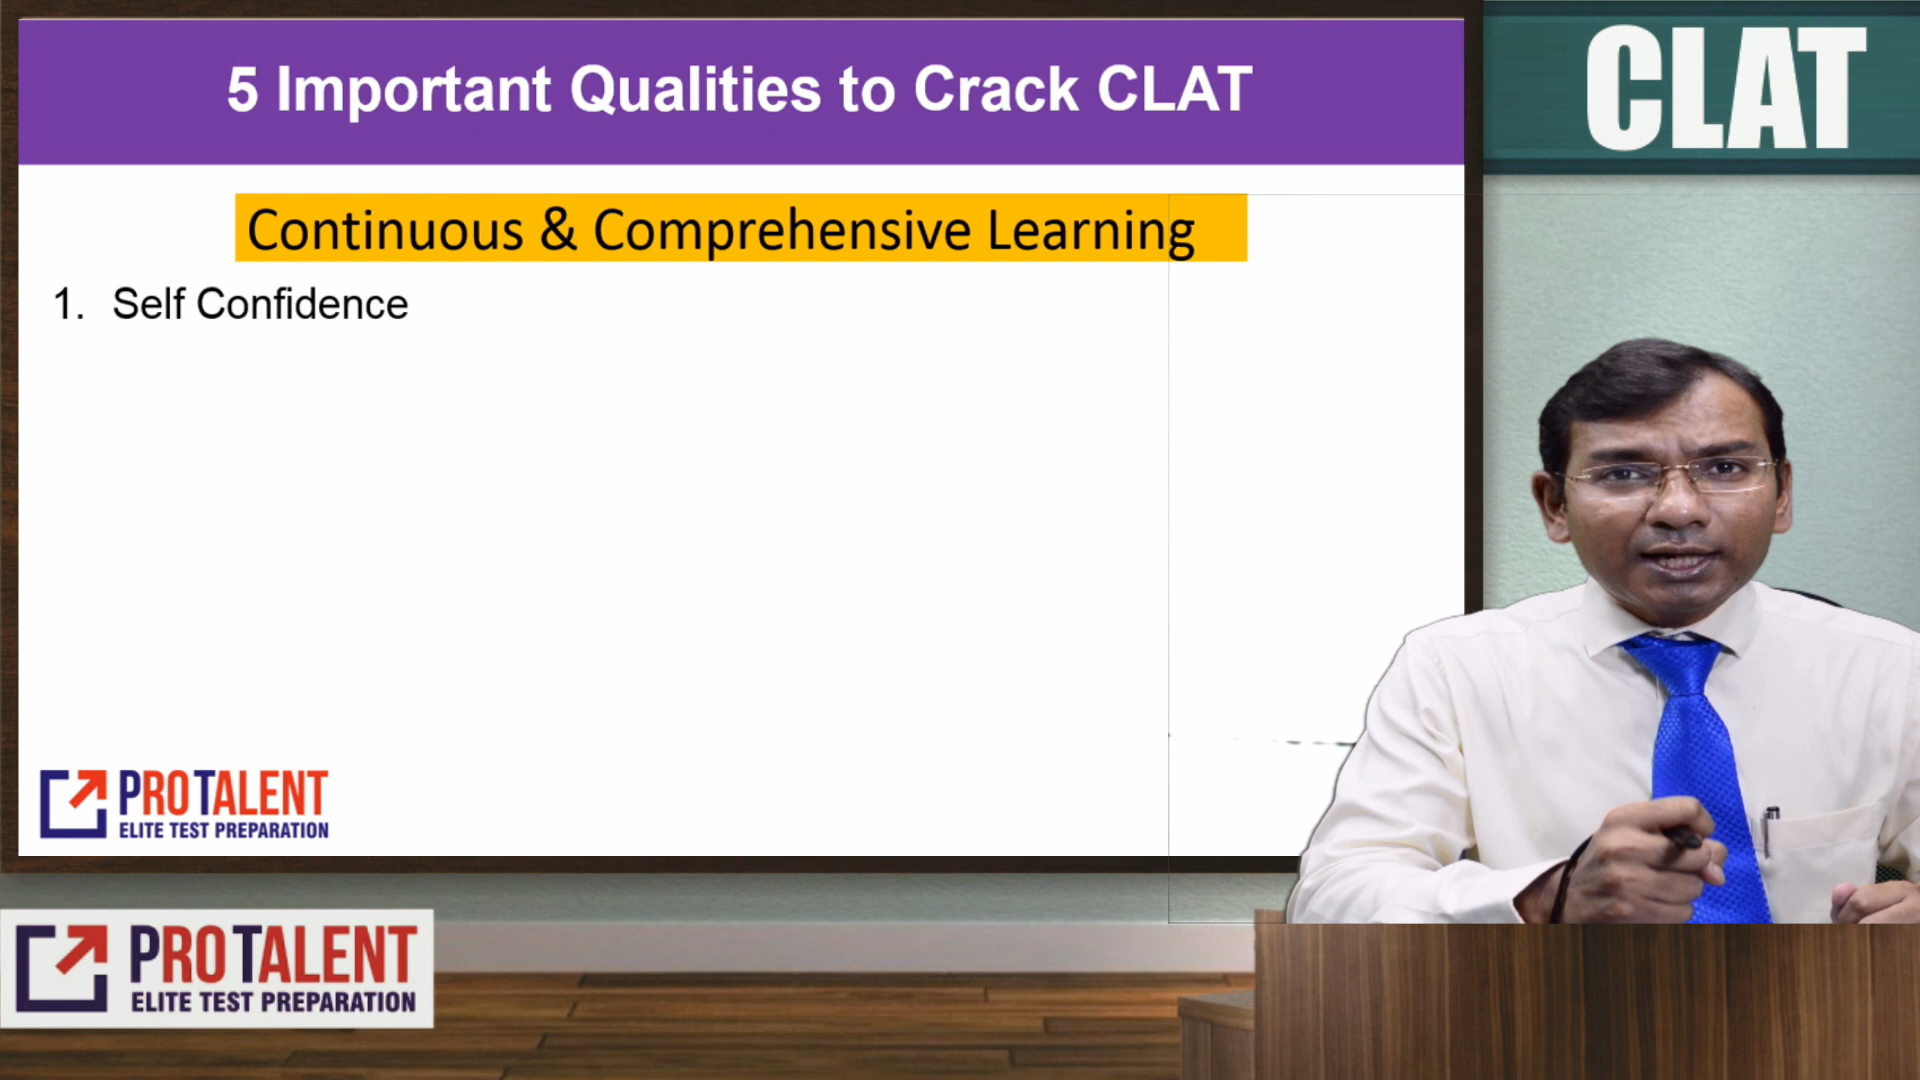 5 Important Qualities to Crack CLAT
CLAT
Continuous & Comprehensive Learning
1. Self Confidence
PROTALENT
ELITE TEST PREPARATION
PROTALENT
ELITE TEST PREPARATION